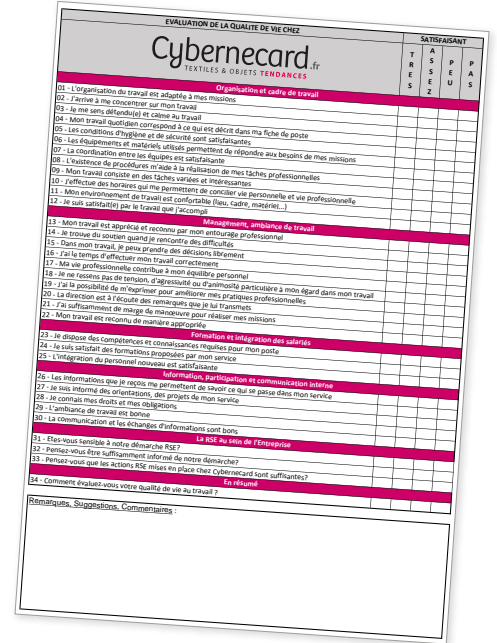 EVALUATION DE LA QUALITE DE VIE CHEZ
Cybernecard.fr
TEXTILES & OBJETS TENDANCES
SATISFAISANT
TRES
ASSEZ
PEU
PAS
Organisation et cadre de travail
01 - L'organisation du travail est adaptée à mes missions
02 - J'arrive à me concentrer sur mon travail
03 - Je me sens détendu(e) et calme au travail
04 - Mon travail quotidien correspond à ce qui est décrit dans ma fiche de poste
05 - Les conditions d'hygiène et de sécurité sont satisfaisantes
06 - Les équipements et matériels utilisés permettent de répondre aux besoins de mes missions
07 - La coordination entre les équipes est satisfaisante
08 - L'existence de procédures m'aide à la réalisation de mes tâches professionnelles
09 - Mon travail consiste en des tâches variées et intéressantes
10 - J'effectue des horaires qui me permettent de concilier vie personnelle et vie professionnelle
11 - Mon environnement de travail est confortable (lieu, cadre, matériel...)
12 - Je suis satisfait(e) par le travail que j'accompli
Management, ambiance de travail
13 - Mon travail est apprécié et reconnu par mon entourage professionnel
14 - Je trouve du soutien quand je rencontre des difficultés
15 - Dans mon travail, je peux prendre des décisions librement
16 - J'ai le temps d'effectuer mon travail correctement
17 - Ma vie professionnelle contribue à mon équilibre personnel
18 - Je ne ressens pas de tension, d'agressivité ou d'animosité particulière à mon égard dans mon travail
19 - J'ai la possibilité de m'exprimer pour améliorer mes pratiques professionnelles
20 - La direction est à l'écoute des remarques que je lui transmets
21 - J'ai suffisamment de marge de manœuvre pour réaliser mes missions
22 - Mon travail est reconnu de manière appropriée
Formation et intégration des salariés
23 - Je dispose des compétences et connaissances requises pour mon poste
24 - Je suis satisfait des formations proposées par mon service
25 - L'intégration du personnel nouveau est satisfaisante
Information, participation et communication interne
26 - Les informations que je reçois me permettent de savoir ce qui se passe dans mon service
27 - Je suis informé des orientations, des projets de mon service
28 - Je connais mes droits et mes obligations
29 - L'ambiance de travail est bonne
30 - La communication et les échanges d'informations sont bons
La RSE au sein de l'Entreprise
31 - Etes-vous sensible à notre démarche RSE?
32 - Pensez-vous être suffisamment informé de notre démarche?
33 - Pensez-vous que les actions RSE mises en place chez Cybernecard sont suffisantes?
En résumé
34 - Comment évaluez-vous votre qualité de vie au travail ?
Remarques, Suggestions, Commentaires :